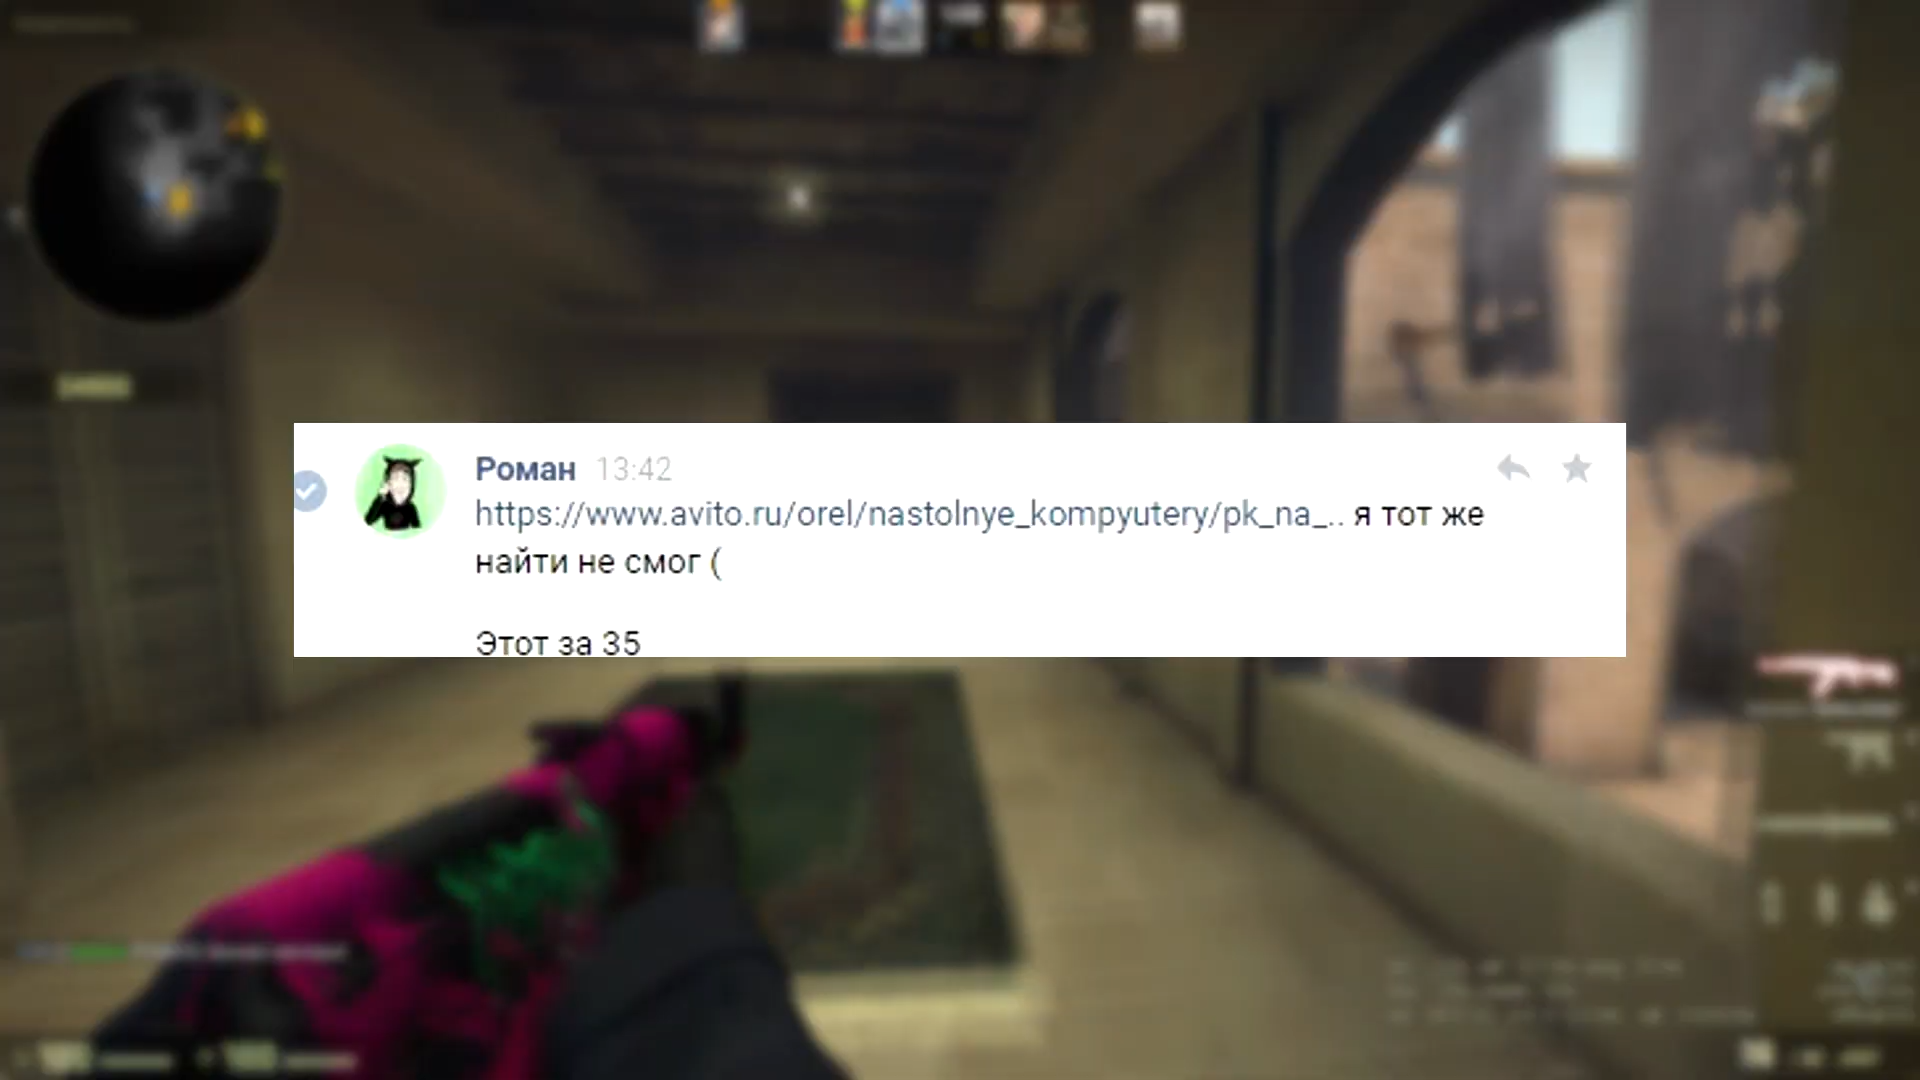 Роман 13:42
https://www.avito.ru/orel/nastolnye_kompyutery/pk_na_.. я тот же
найти не смог (
Этот за 35